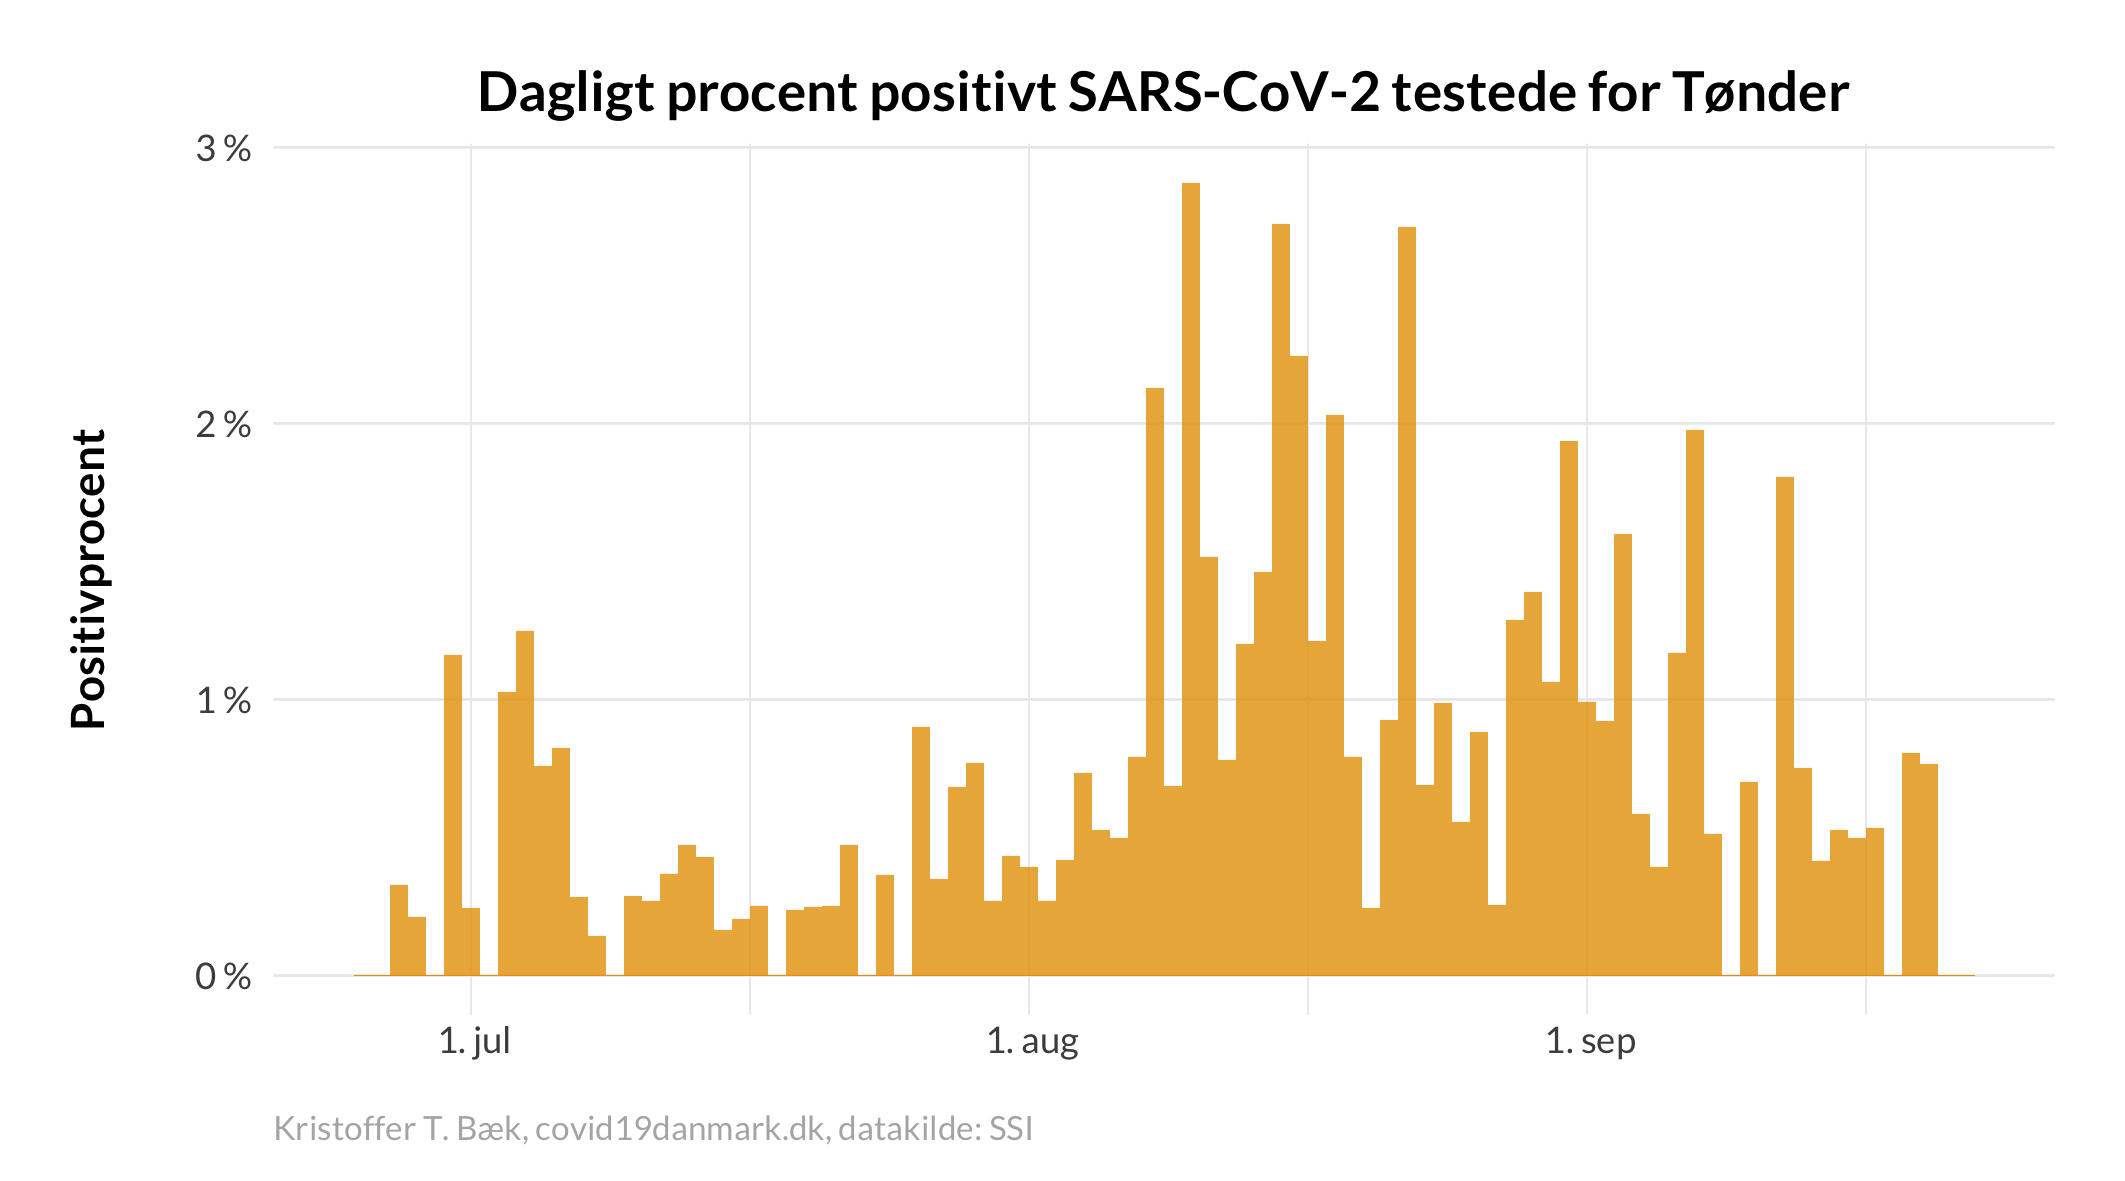 Dagligt procent positivt SARS-CoV-2 testede for Tønder
Positivprocent
3 %
2 %
1 %
0 %
1. jul
1. aug
1. sep
Kristoffer T. Bæk, covid19danmark.dk, datakilde: SSI